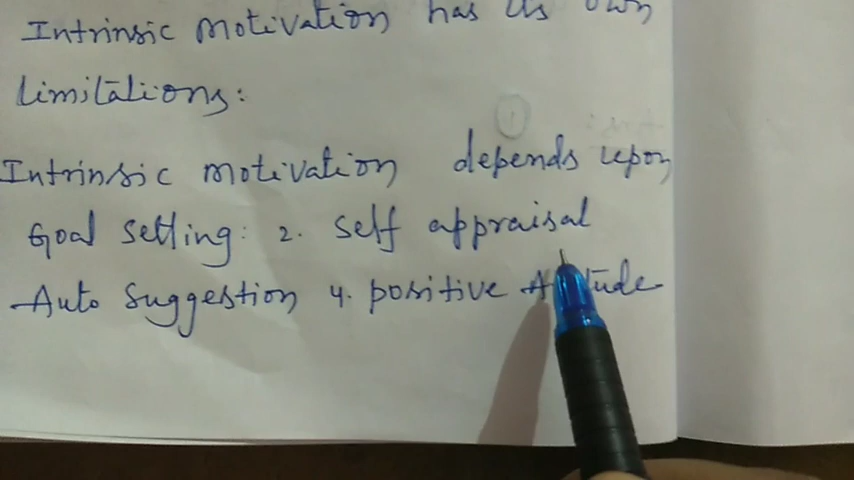 Intrinsic motivation has its own
limitations:
Intrinsic motivation depends upon
Goal setting: 2. Self appraisal
Auto Suggestion 4. positive